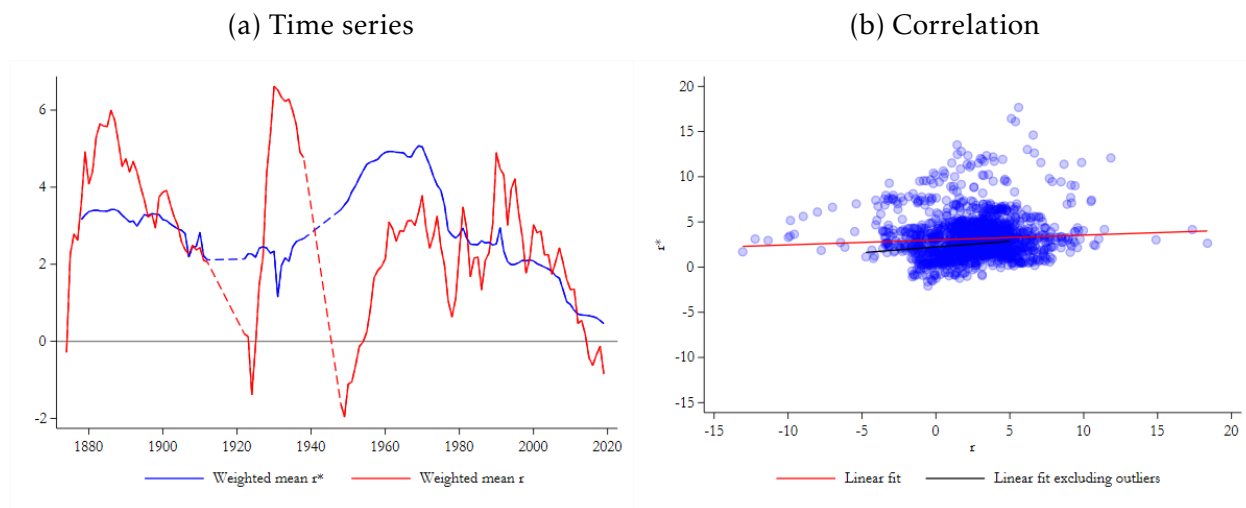 (a) Time series
6
4
2
0
-2
1880 1900 1920 1940 1960 1980 2000 2020
Weighted mean r* Weighted mean r
(b) Correlation
20
15
10
5
0
-5
-10
-15
r*
-15 -10 -5 0 5 10 15 20
r
Linear fit Linear fit excluding outliers